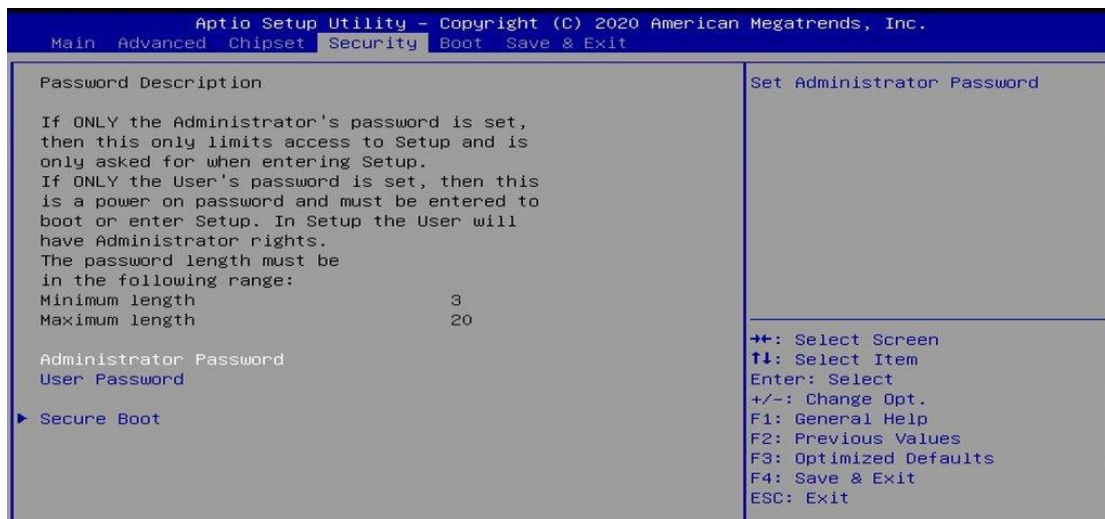 Aptio Setup Utility – Copyright (C) 2020 American Megatrends, Inc.
Main Advanced Chipset Security Boot Save & Exit
Password Description
If ONLY the Administrator's password is set,
then this only limits access to Setup and is
only asked for when entering Setup.
If ONLY the User's password is set, then this
is a power on password and must be entered to
boot or enter Setup. In Setup the User will
have Administrator rights.
The password length must be
in the following range:
Minimum length 3
Maximum length 20
Administrator Password
User Password
► Secure Boot
Set Administrator Password
→←: Select Screen
↑↓: Select Item
Enter: Select
+/-: Change Opt.
F1: General Help
F2: Previous Values
F3: Optimized Defaults
F4: Save & Exit
ESC: Exit